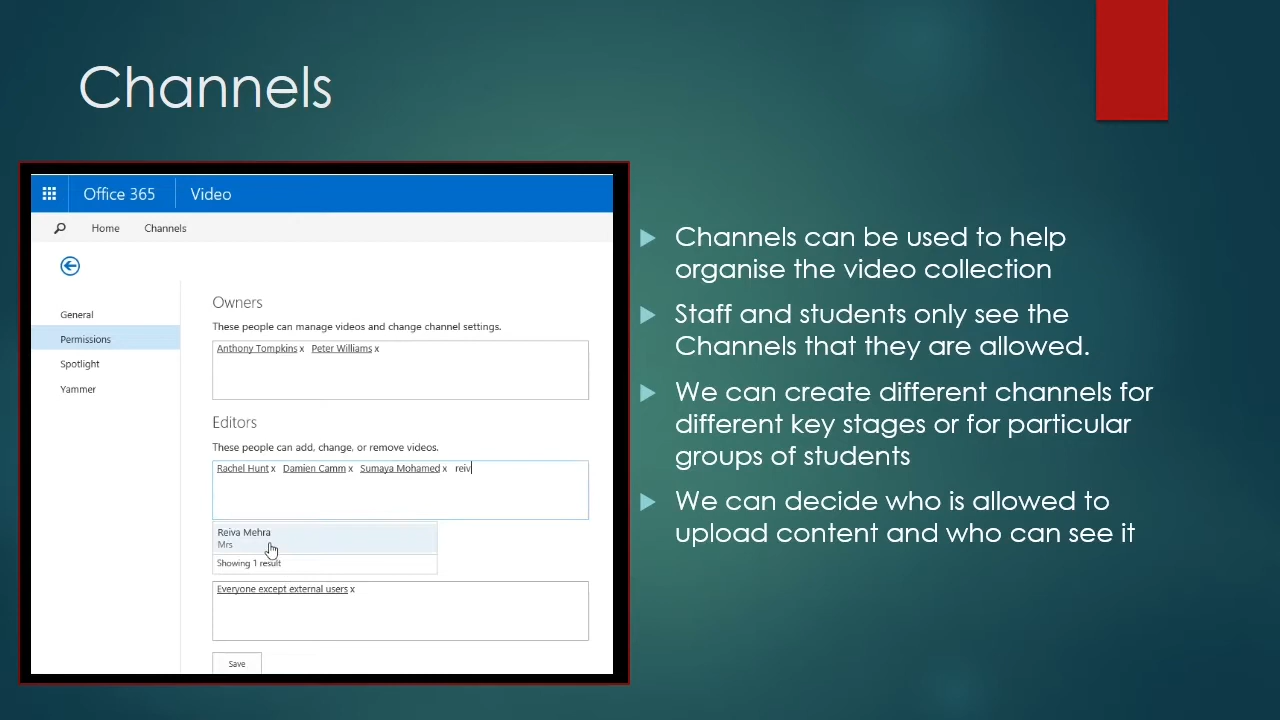 Channels
Office 365 Video
Home Channels
General
Permissions
Spotlight
Yammer
Owners
These people can manage videos and change channel settings.
Anthony Tompkins x Peter Williams x
Editors
These people can add, change, or remove videos.
Rachel Hunt x Damien Camm x Sumaya Mohamed x reiv
Reiva Mehra
Mrs
Showing 1 result
Everyone except external users x
Save
Channels can be used to help
organise the video collection
Staff and students only see the
Channels that they are allowed.
We can create different channels for
different key stages or for particular
groups of students
We can decide who is allowed to
upload content and who can see it